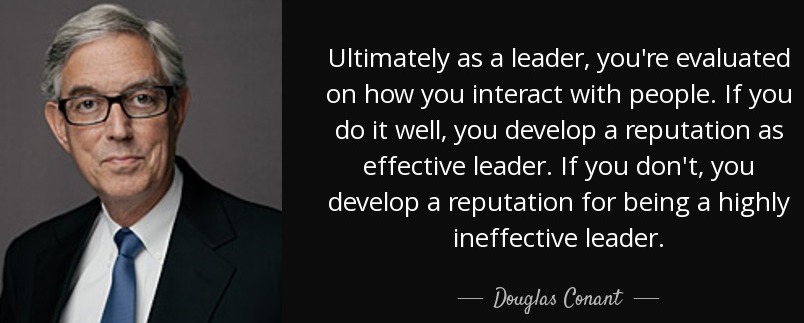 Ultimately as a leader, you're evaluated
on how you interact with people. If you
do it well, you develop a reputation as
effective leader. If you don't, you
develop a reputation for being a highly
ineffective leader.
Douglas Conant